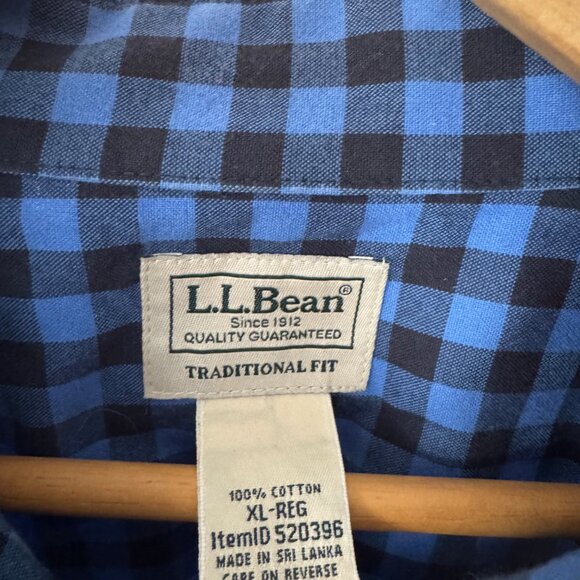 L.L.Bean®
Since 1912
QUALITY GUARANTEED
TRADITIONAL FIT
100% COTTON
XL-REG
ItemID 520396
MADE IN SRI LANKA
CARE ON REVERSE